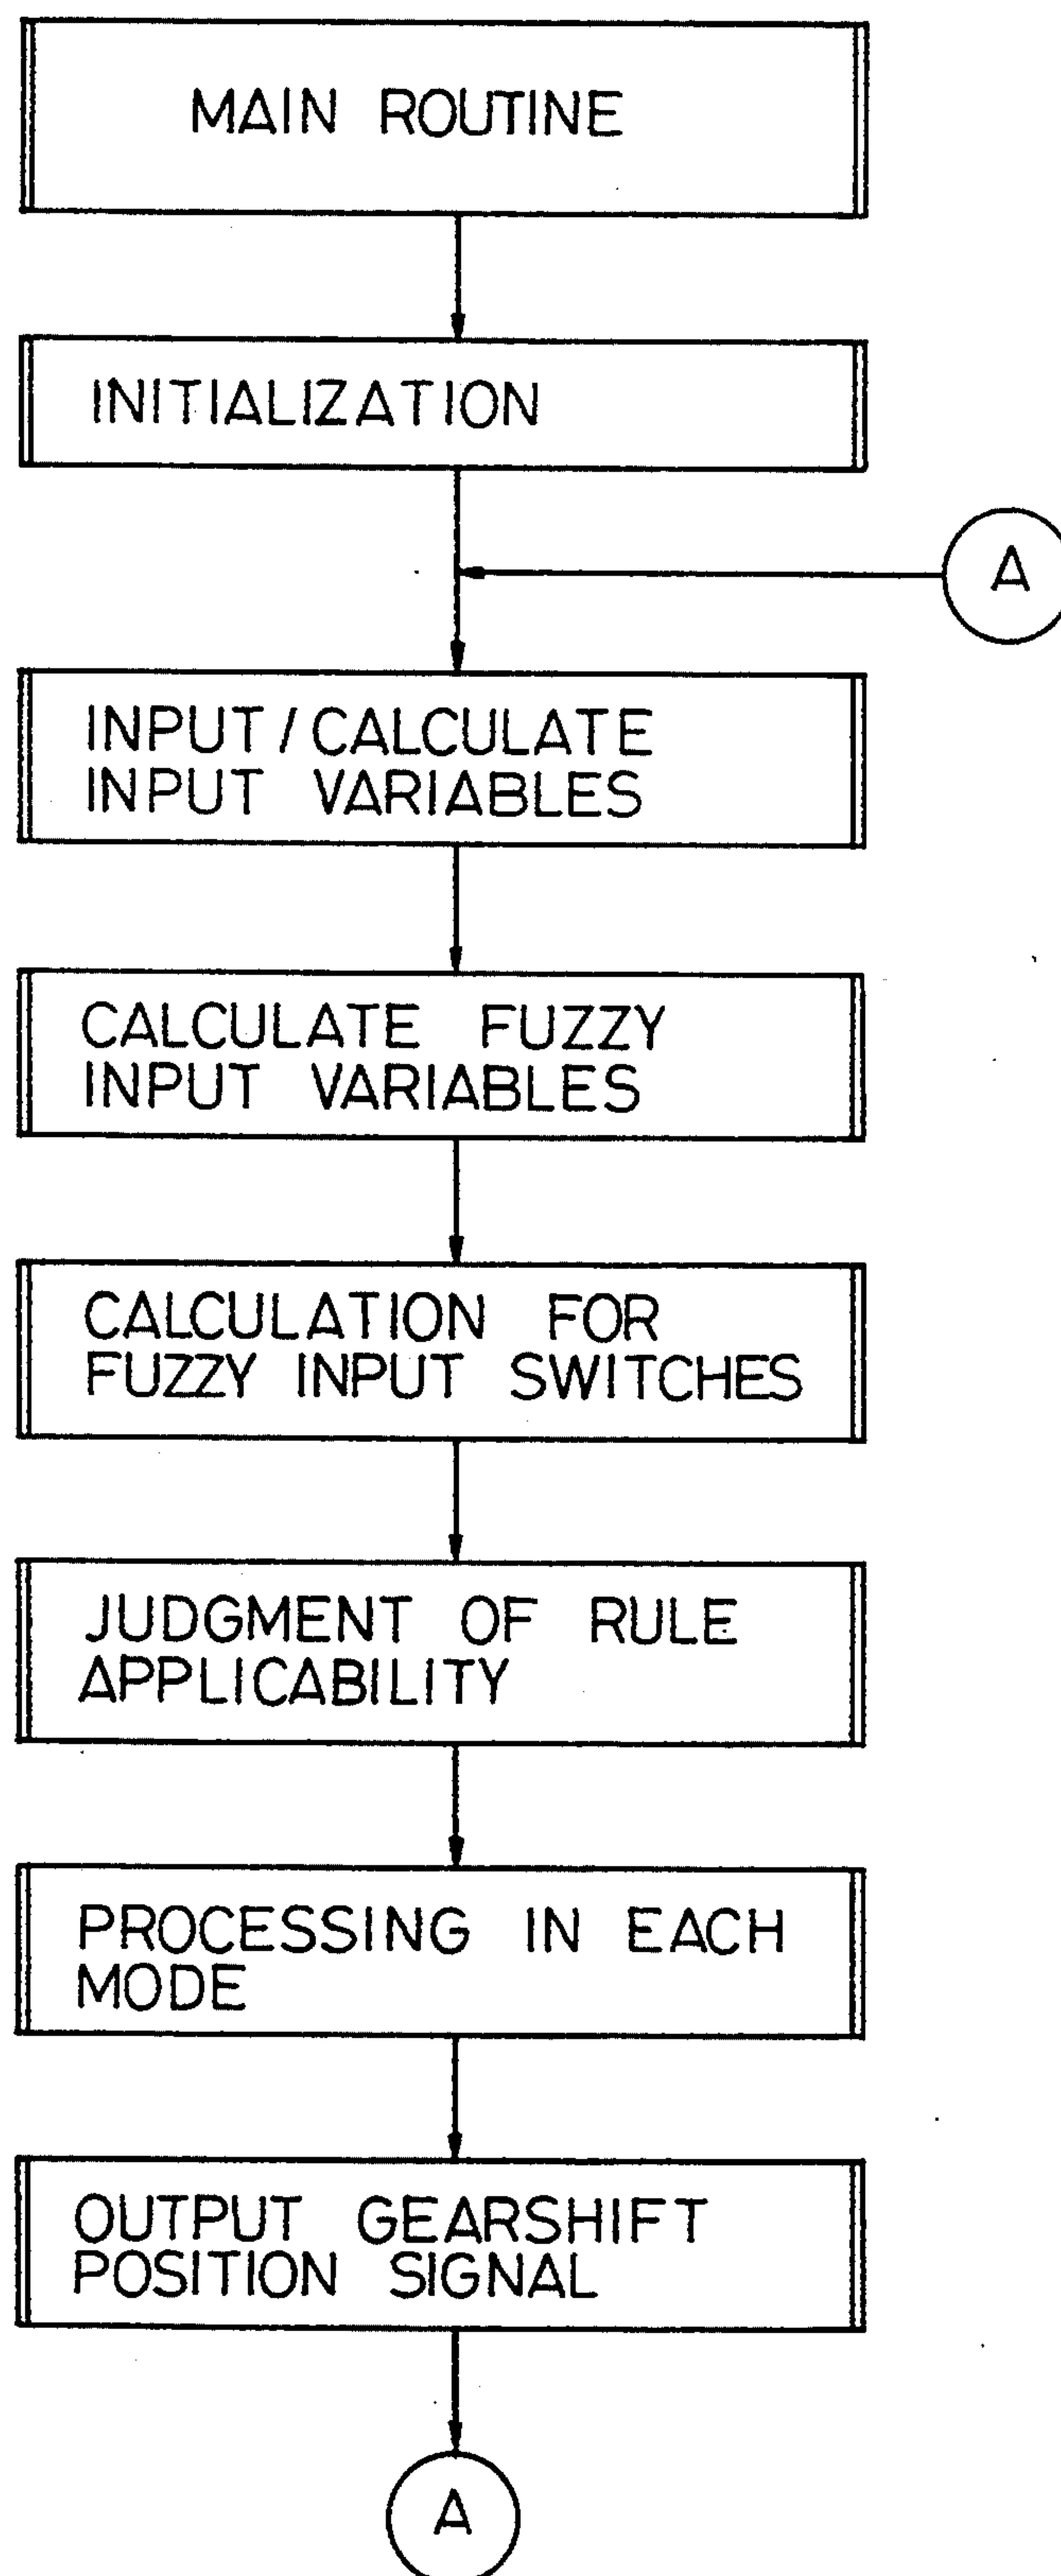 MAIN ROUTINE
INITIALIZATION
A
INPUT/CALCULATE
INPUT VARIABLES
CALCULATE FUZZY
INPUT VARIABLES
CALCULATION FOR
FUZZY INPUT SWITCHES
JUDGMENT OF RULE
APPLICABILITY
PROCESSING IN EACH
MODE
OUTPUT GEARSHIFT
POSITION SIGNAL
A